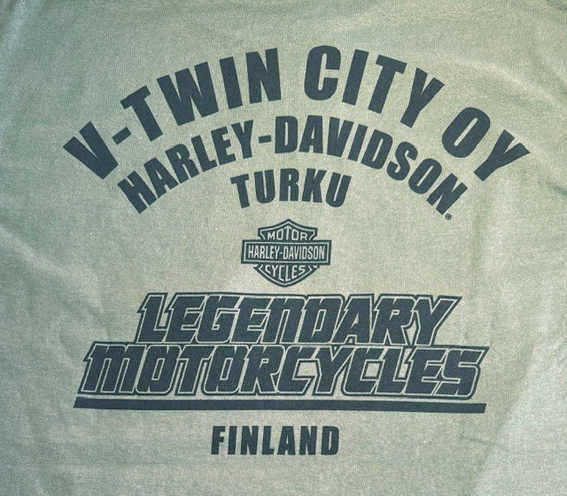 V-TWIN CITY OY
HARLEY-DAVIDSON®
TURKU
MOTOR
HARLEY-DAVIDSON
CYCLES
LEGENDARY
MOTORCYCLES
FINLAND